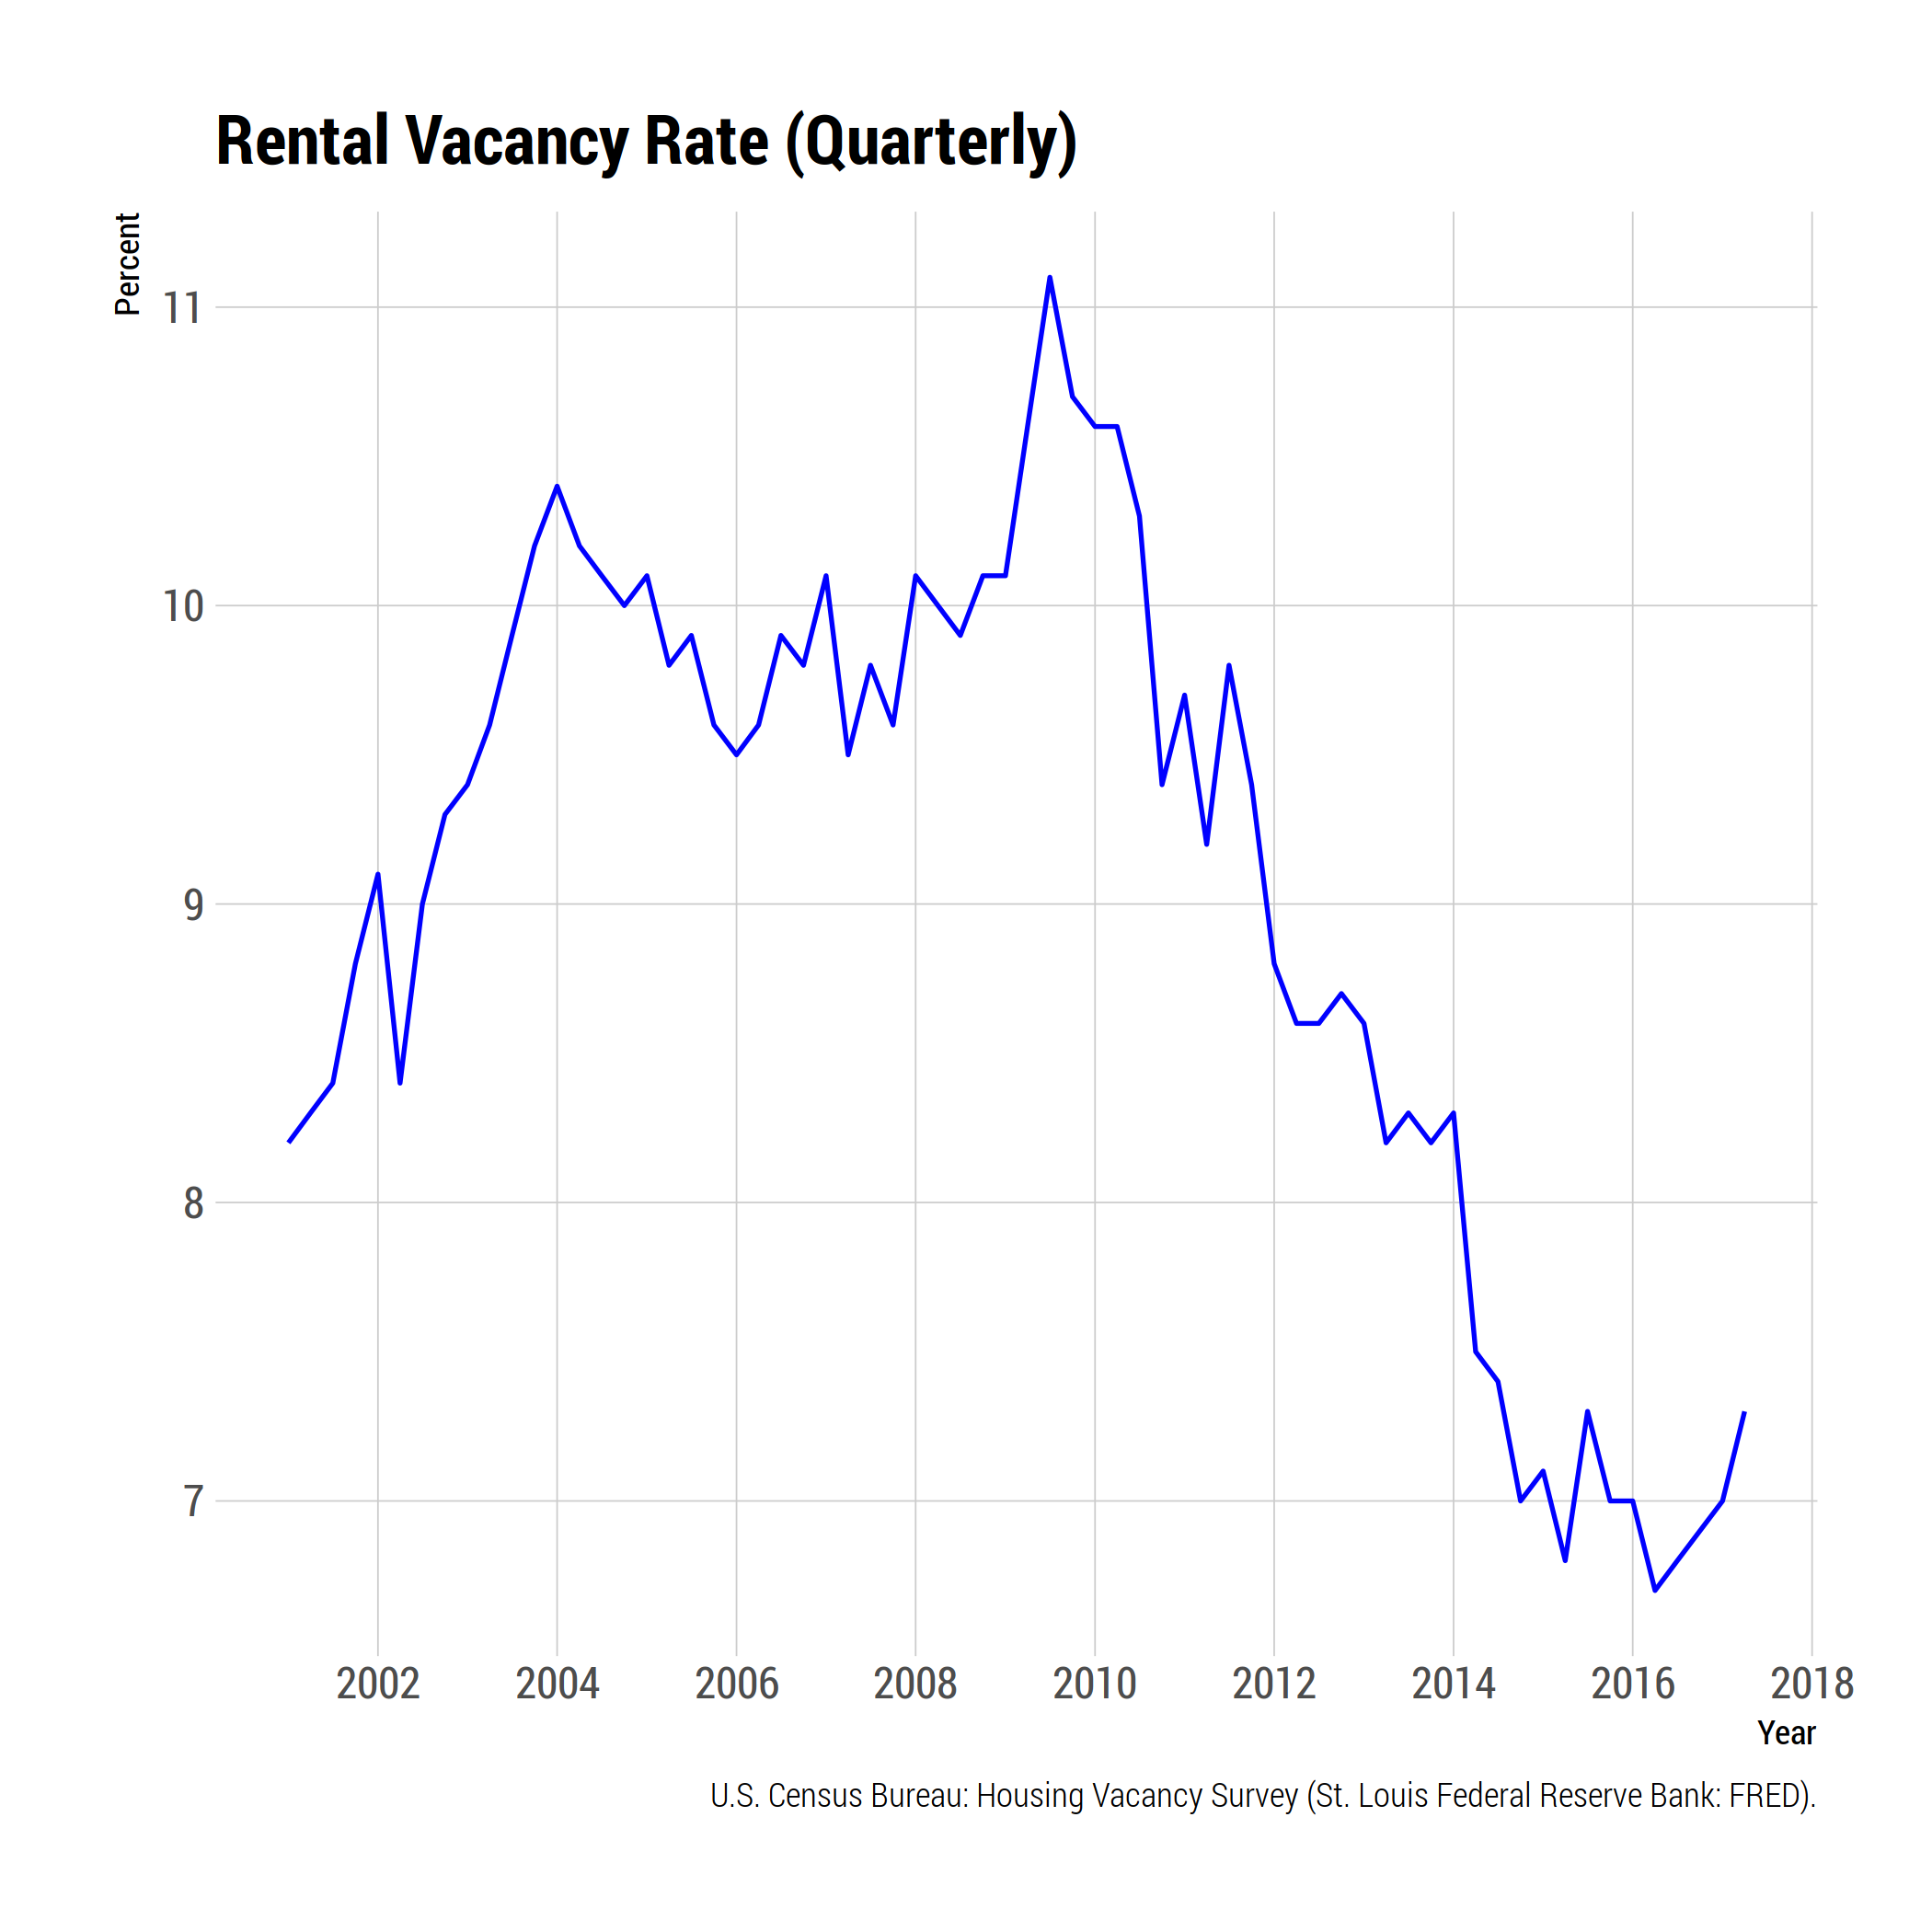 Rental Vacancy Rate (Quarterly)
Percent
11
10
9
8
7
2002 2004 2006 2008 2010 2012 2014 2016 2018
Year
U.S. Census Bureau: Housing Vacancy Survey (St. Louis Federal Reserve Bank: FRED).